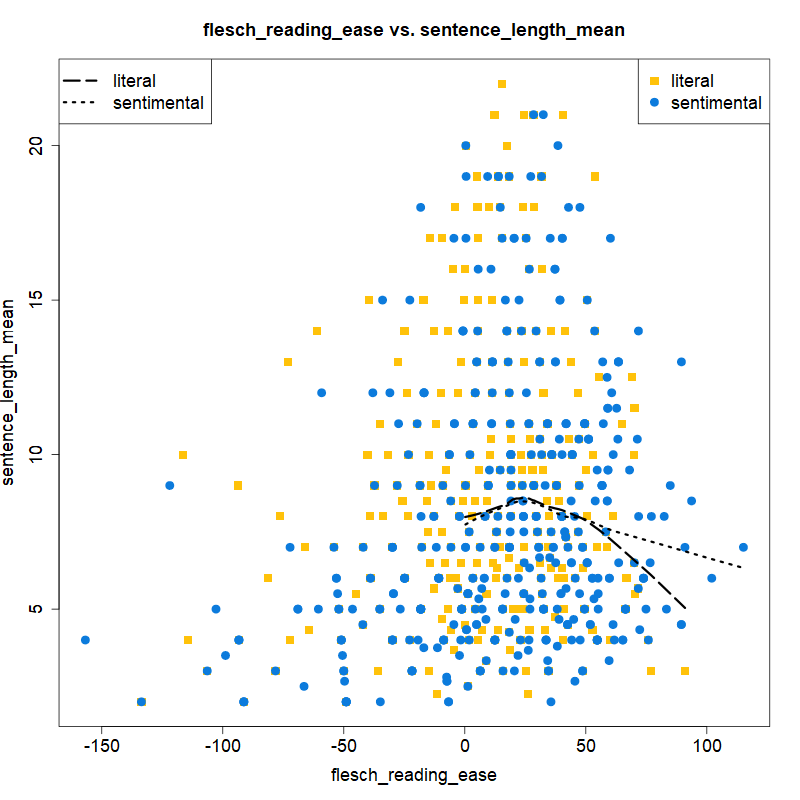 flesch_reading_ease vs. sentence_length_mean
literal
sentimental
literal
sentimental
20
15
10
5
sentence_length_mean
-150 -100 -50 0 50 100
flesch_reading_ease